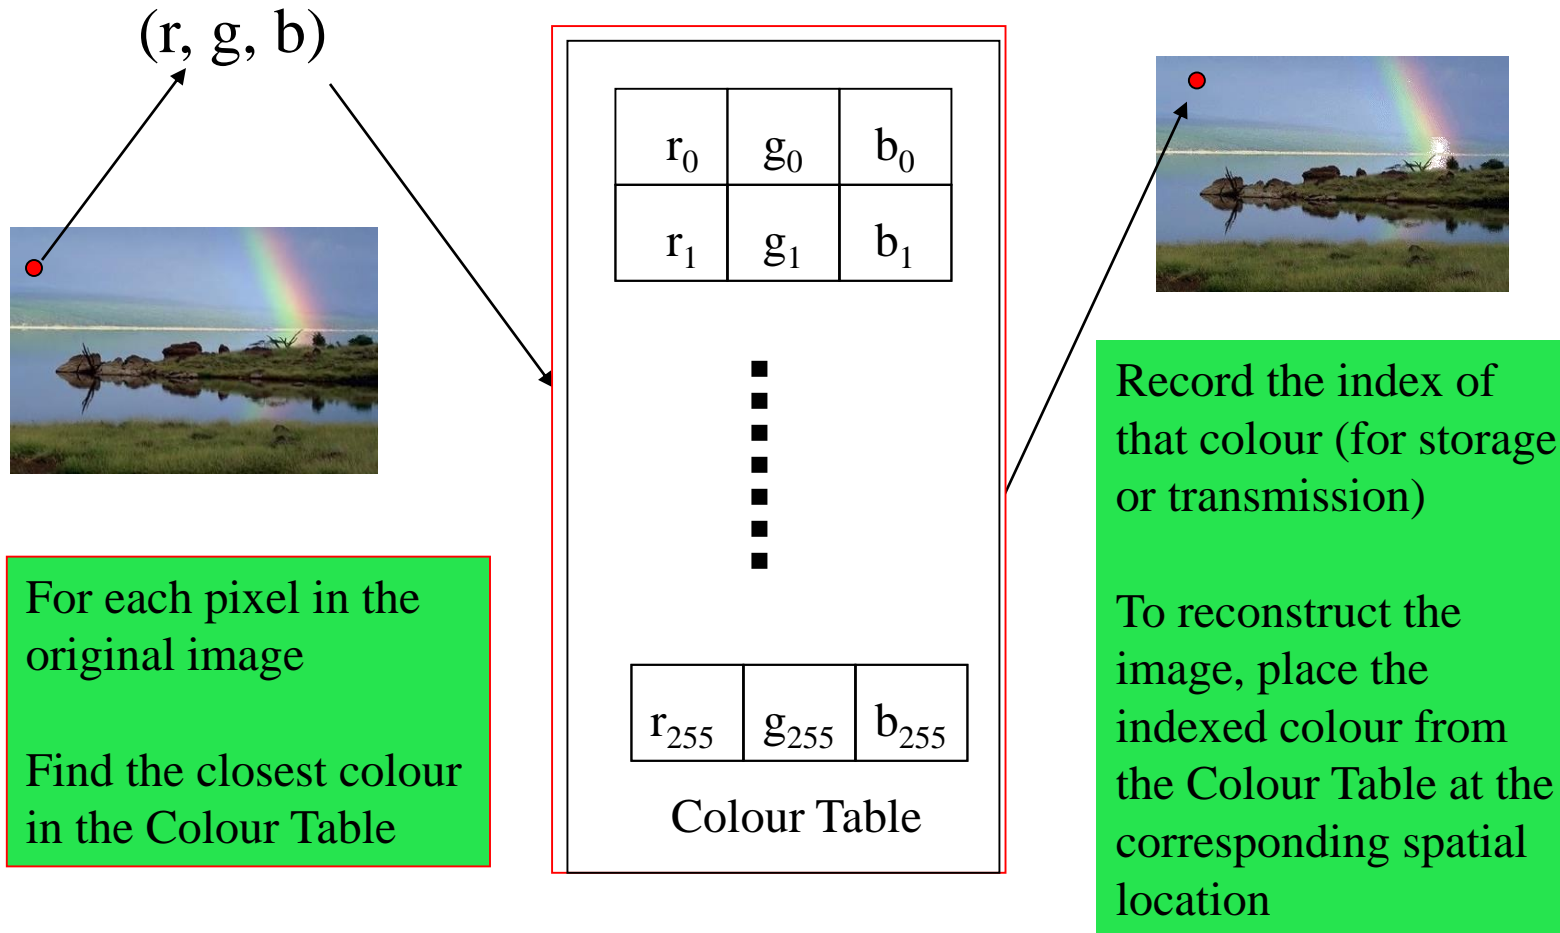 (r, g, b)
r0 g0 b0
r1 g1 b1
r255 g255 b255
Colour Table
For each pixel in the
original image
Find the closest colour
in the Colour Table
Record the index of
that colour (for storage
or transmission)
To reconstruct the
image, place the
indexed colour from
the Colour Table at the
corresponding spatial
location